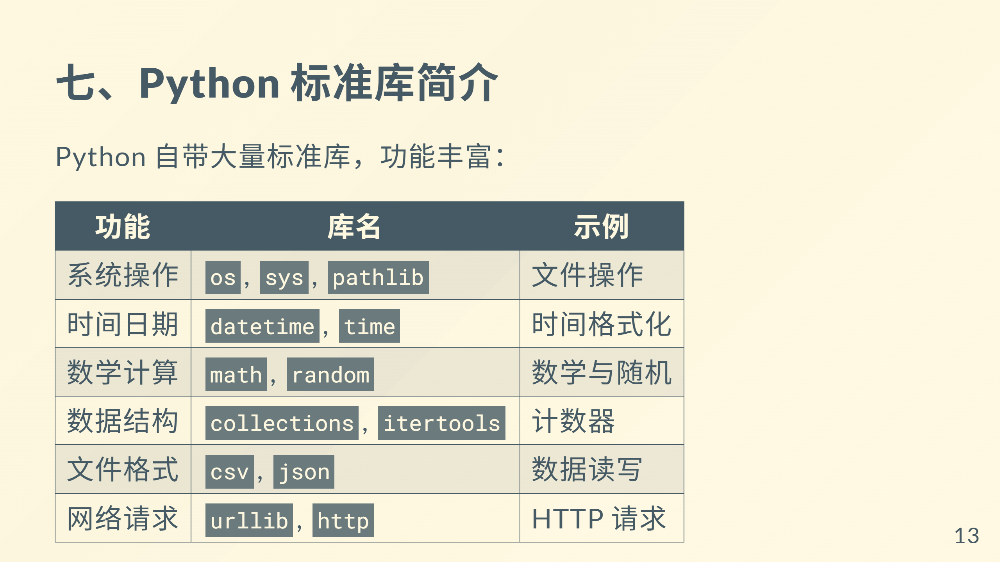 七、Python 标准库简介
Python 自带大量标准库，功能丰富：
功能 库名 示例
系统操作 os, sys, pathlib 文件操作
时间日期 datetime, time 时间格式化
数学计算 math, random 数学与随机
数据结构 collections, itertools 计数器
文件格式 csv, json 数据读写
网络请求 urllib, http HTTP 请求
13